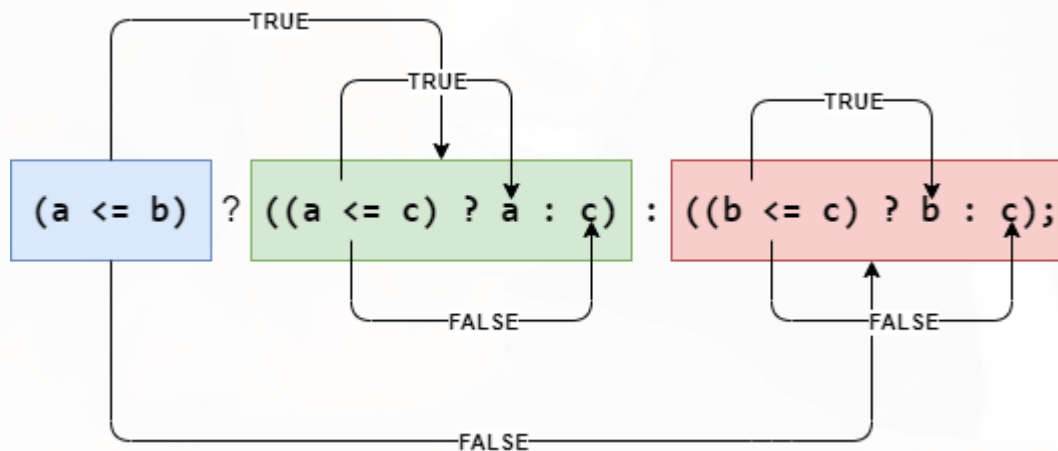 TRUE
TRUE
TRUE
(a <= b) ? ((a <= c) ? a : c) : ((b <= c) ? b : c);
FALSE
FALSE
FALSE